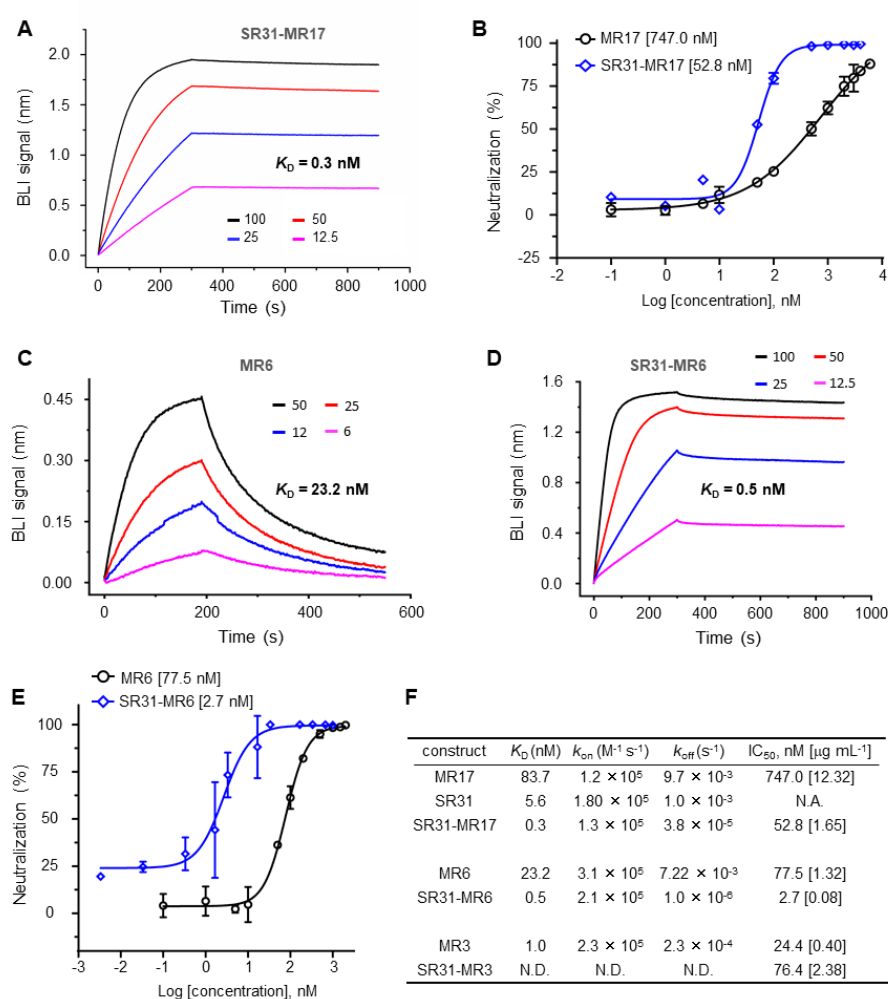 A
SR31-MR17
BLI signal (nm)
2.0
1.5
1.0
0.5
0.0
K_D = 0.3 nM
100 50
25 12.5
0 200 400 600 800 1000
Time (s)
B
MR17 [747.0 nM]
SR31-MR17 [52.8 nM]
Neutralization (%)
100
75
50
25
0
-25
-2 -1 0 1 2 3 4
Log [concentration], nM
C
MR6
BLI signal (nm)
0.45
0.30
0.15
0.00
50 25
12 6
K_D = 23.2 nM
0 200 400 600
Time (s)
D
SR31-MR6
100 50
25 12.5
BLI signal (nm)
1.6
1.2
0.8
0.4
0.0
K_D = 0.5 nM
0 200 400 600 800 1000
Time (s)
E
MR6 [77.5 nM]
SR31-MR6 [2.7 nM]
Neutralization (%)
100
75
50
25
0
-3 -2 -1 0 1 2 3
Log [concentration], nM
F
construct K_D (nM) k_on (M⁻¹ s⁻¹) k_off (s⁻¹) IC₅₀, nM [μg mL⁻¹]
MR17 83.7 1.2 × 10⁵ 9.7 × 10⁻³ 747.0 [12.32]
SR31 5.6 1.80 × 10⁵ 1.0 × 10⁻³ N.A.
SR31-MR17 0.3 1.3 × 10⁵ 3.8 × 10⁻⁵ 52.8 [1.65]
MR6 23.2 3.1 × 10⁵ 7.22 × 10⁻³ 77.5 [1.32]
SR31-MR6 0.5 2.1 × 10⁵ 1.0 × 10⁻⁶ 2.7 [0.08]
MR3 1.0 2.3 × 10⁵ 2.3 × 10⁻⁴ 24.4 [0.40]
SR31-MR3 N.D. N.D. N.D. 76.4 [2.38]